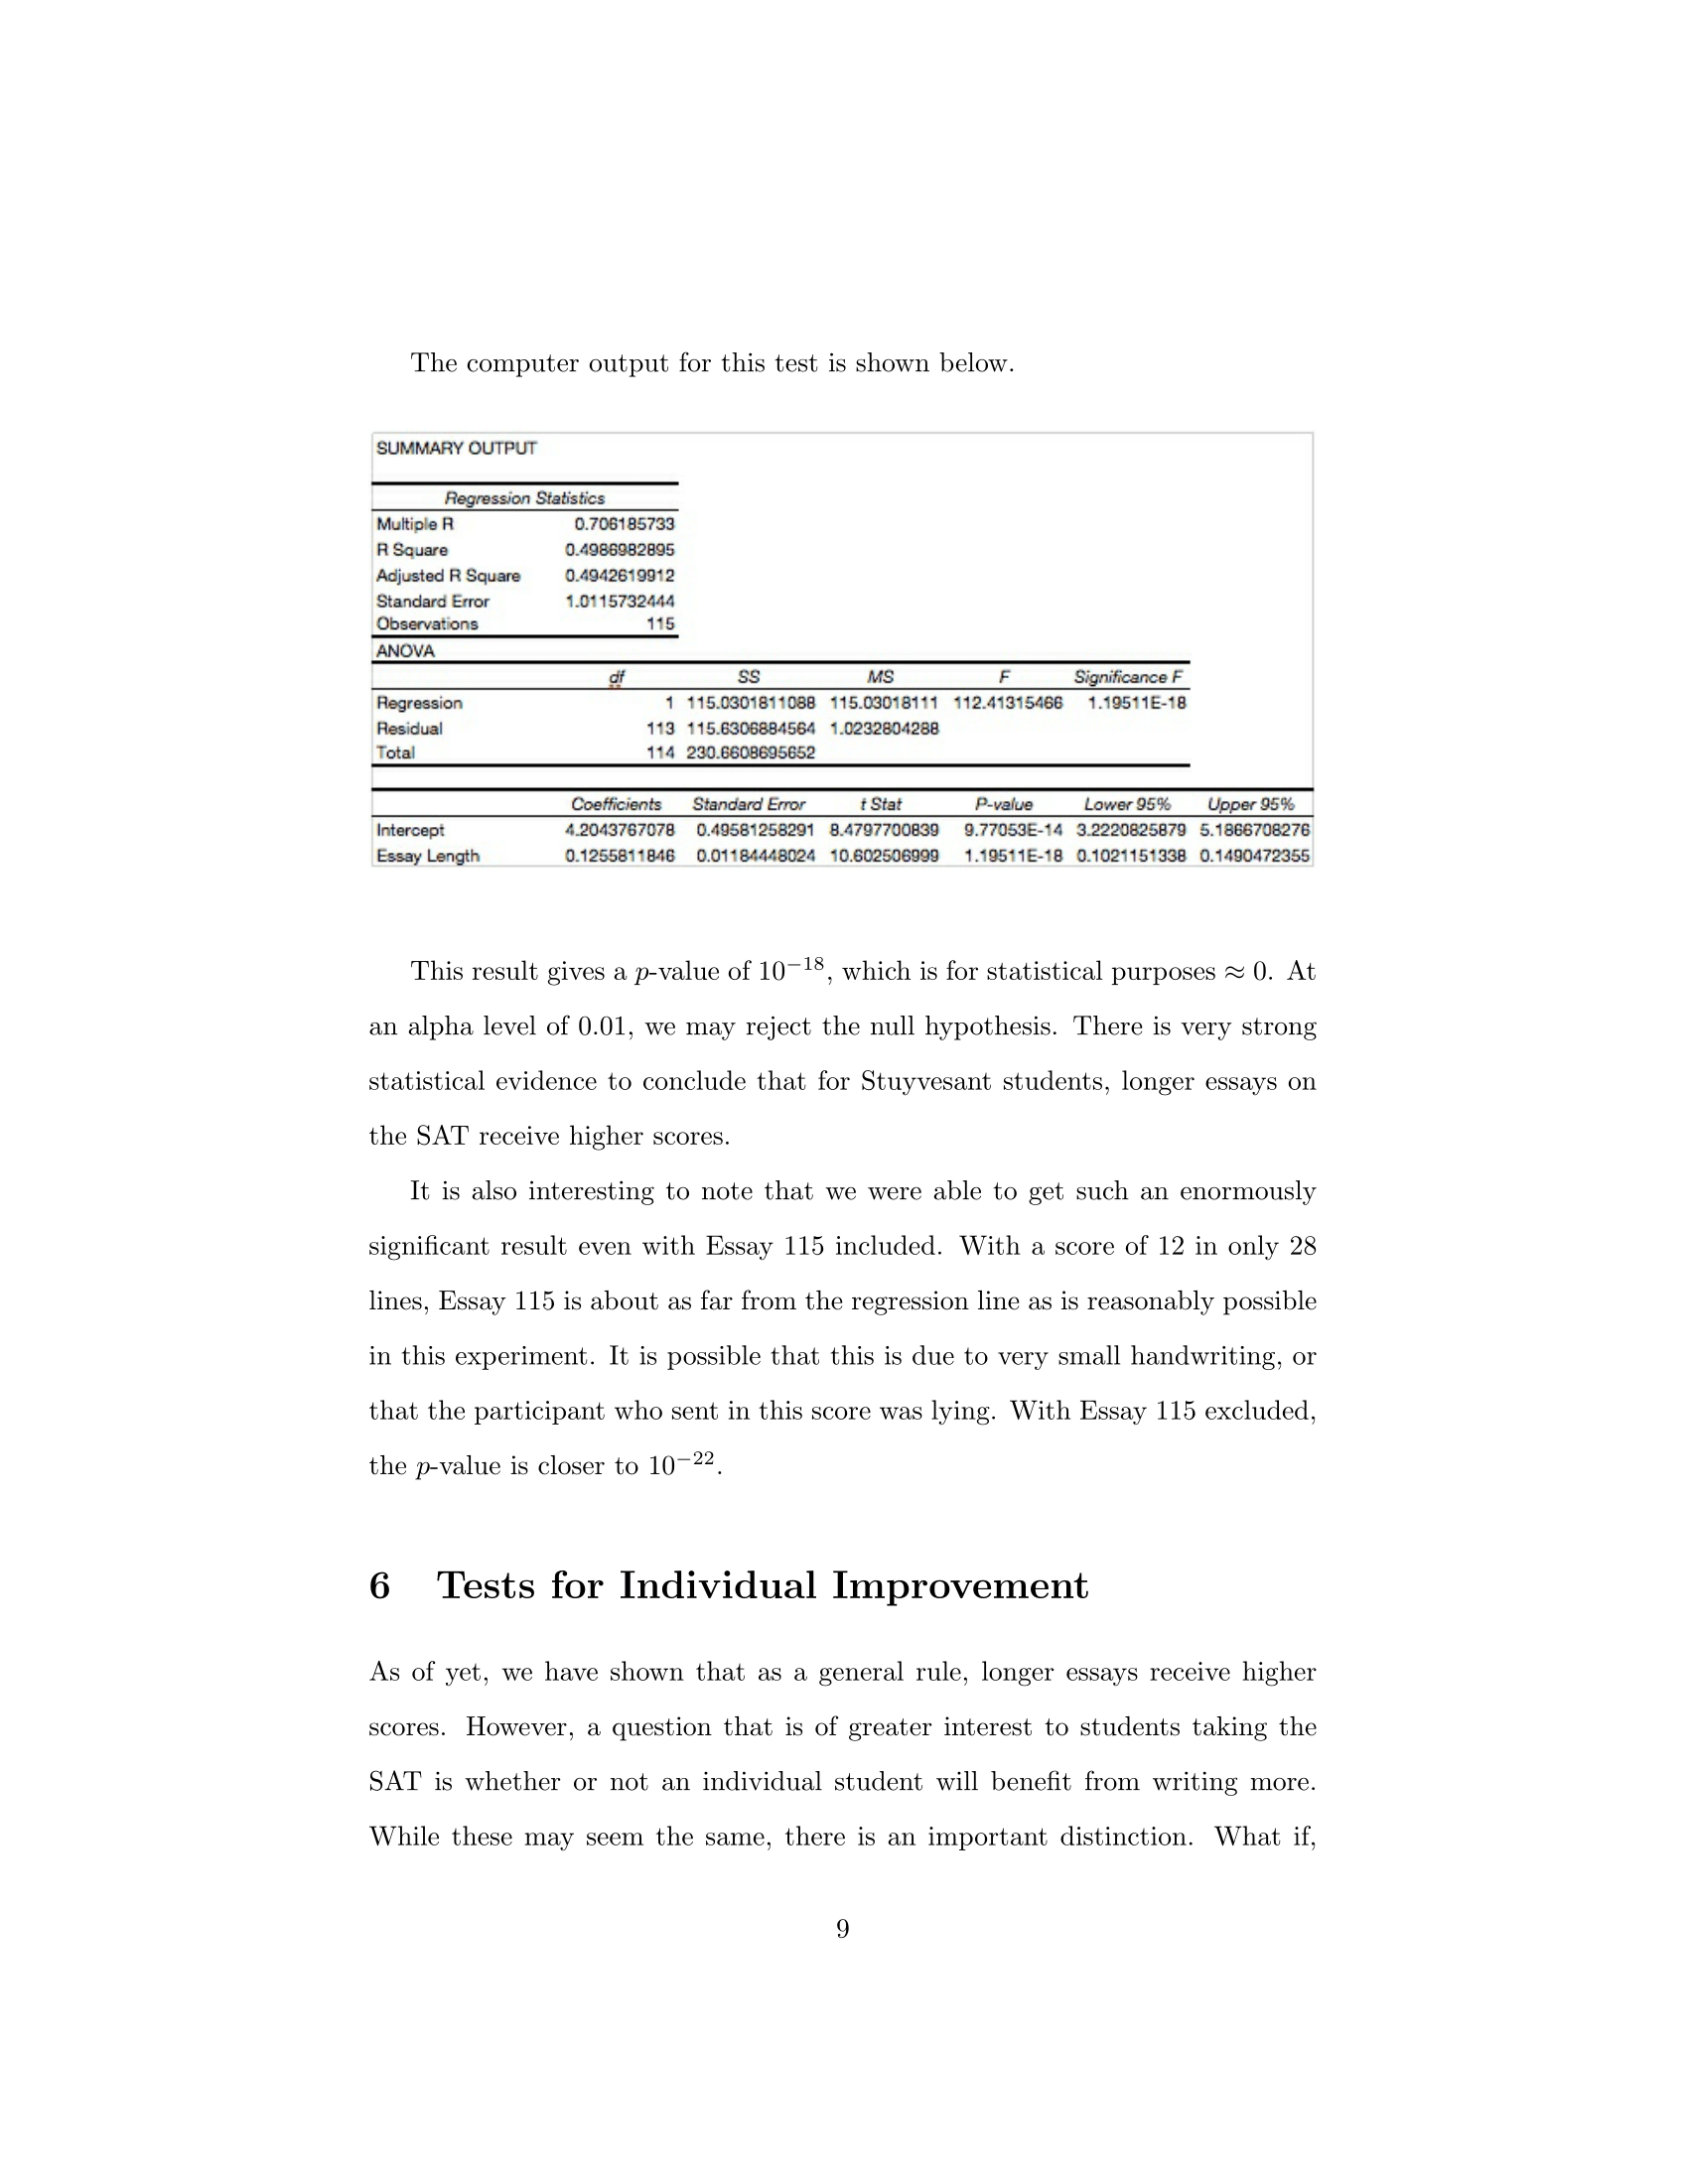 The computer output for this test is shown below.
SUMMARY OUTPUT
Regression Statistics
Multiple R 0.706185733
R Square 0.4986982895
Adjusted R Square 0.4942619912
Standard Error 1.0115732444
Observations 115
ANOVA
df SS MS F Significance F
Regression 1 115.0301811088 115.03018111 112.41315466 1.19511E-18
Residual 113 115.6306884564 1.0232804288
Total 114 230.6608695652
Coefficients Standard Error t Stat P-value Lower 95% Upper 95%
Intercept 4.2043767078 0.49581258291 8.4797700839 9.77053E-14 3.2220825879 5.1866708276
Essay Length 0.1255811846 0.01184448024 10.602506999 1.19511E-18 0.1021151338 0.1490472355
This result gives a p-value of 10⁻¹⁸, which is for statistical purposes ≈ 0. At
an alpha level of 0.01, we may reject the null hypothesis. There is very strong
statistical evidence to conclude that for Stuyvesant students, longer essays on
the SAT receive higher scores.
It is also interesting to note that we were able to get such an enormously
significant result even with Essay 115 included. With a score of 12 in only 28
lines, Essay 115 is about as far from the regression line as is reasonably possible
in this experiment. It is possible that this is due to very small handwriting, or
that the participant who sent in this score was lying. With Essay 115 excluded,
the p-value is closer to 10⁻²².
6 Tests for Individual Improvement
As of yet, we have shown that as a general rule, longer essays receive higher
scores. However, a question that is of greater interest to students taking the
SAT is whether or not an individual student will benefit from writing more.
While these may seem the same, there is an important distinction. What if,
9